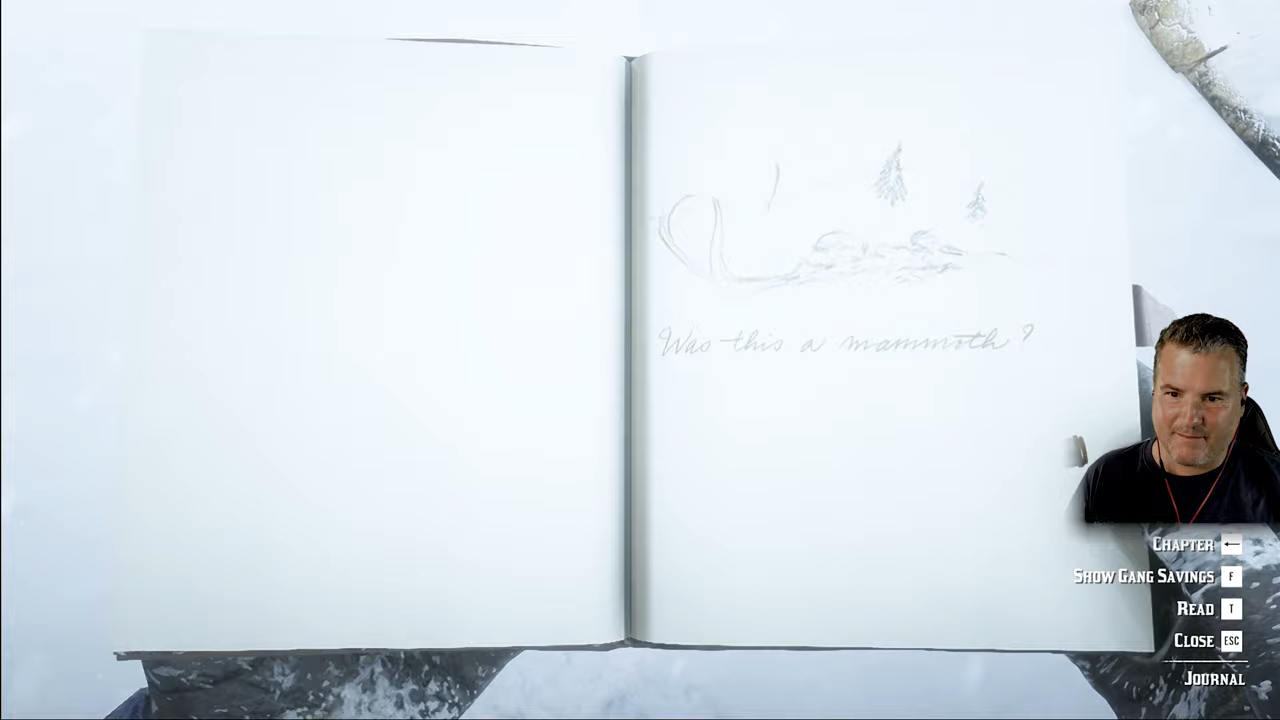 Was this a mammoth?
CHAPTER ←
SHOW GANG SAVINGS F
READ T
CLOSE ESC
JOURNAL